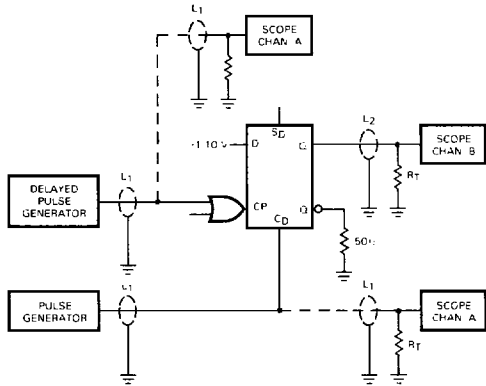 L1
SCOPE
CHAN A
SD
-1 10 V
D
Q
L2
SCOPE
CHAN B
RT
DELAYED
PULSE
GENERATOR
L1
CP
Q
CD
PULSE
GENERATOR
L1
L1
SCOPE
CHAN A
RT